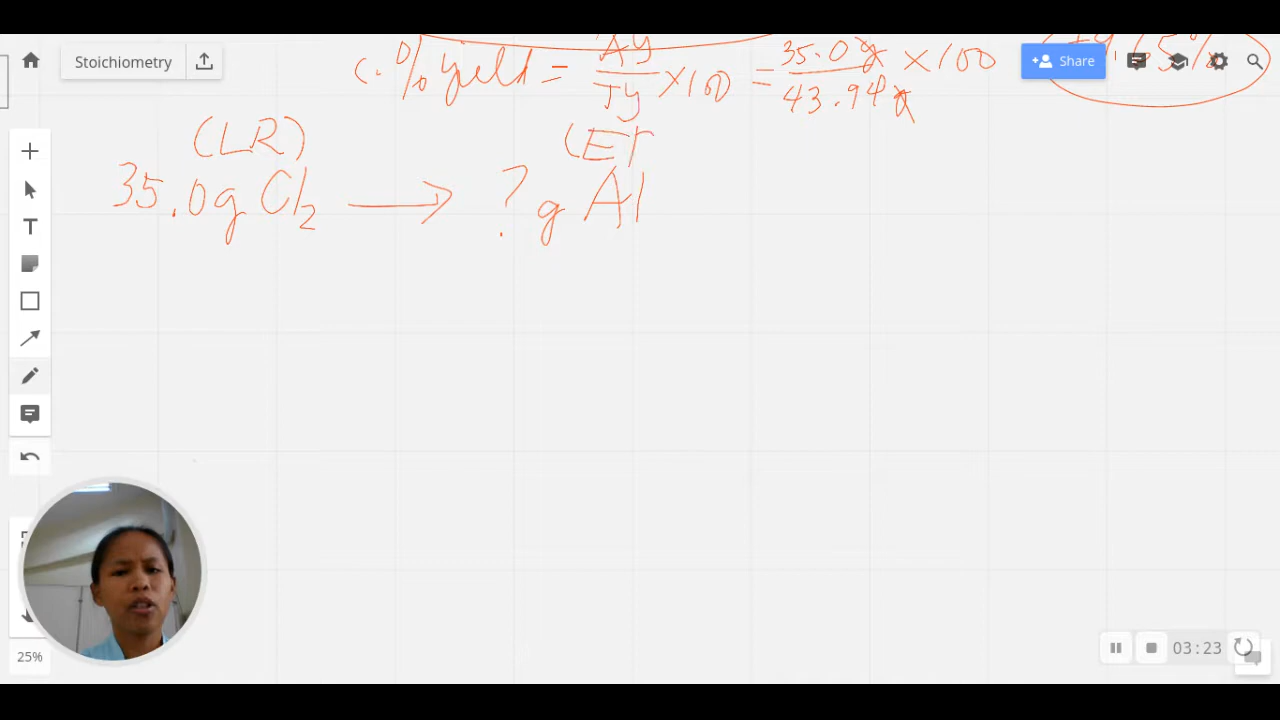 Stoichiometry
Share
c. % yield = AY/TY × 100 = 35.0g/43.94g × 100
(LR) (ER
35.0g Cl₂ → ? g Al
25%
03:23